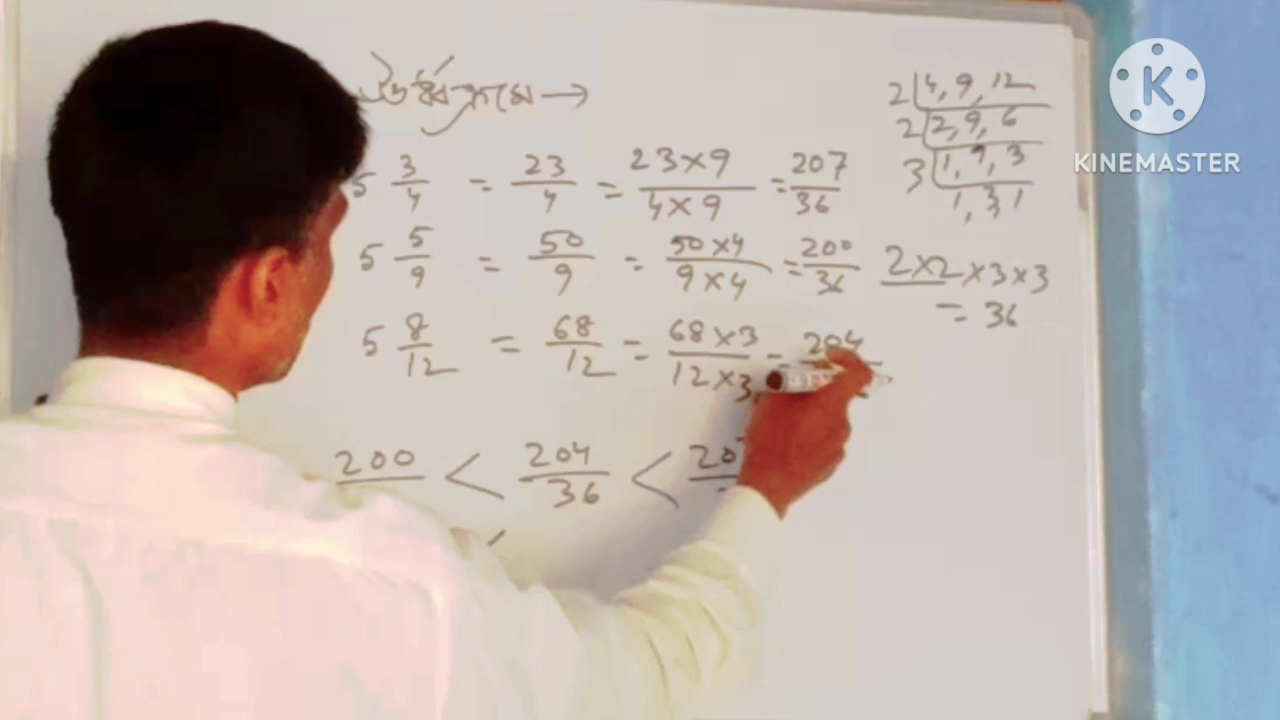 ঊর্ধ্বক্রমে →
5 3/4 = 23/4 = 23×9/4×9 = 207/36
5 5/9 = 50/9 = 50×4/9×4 = 200/36
5 8/12 = 68/12 = 68×3/12×3 = 204
200 < 204/36 < 207
2 | 4, 9, 12
2 | 2, 9, 6
3 | 1, 9, 3
1, 3, 1
2×2×3×3
= 36
K
KINEMASTER